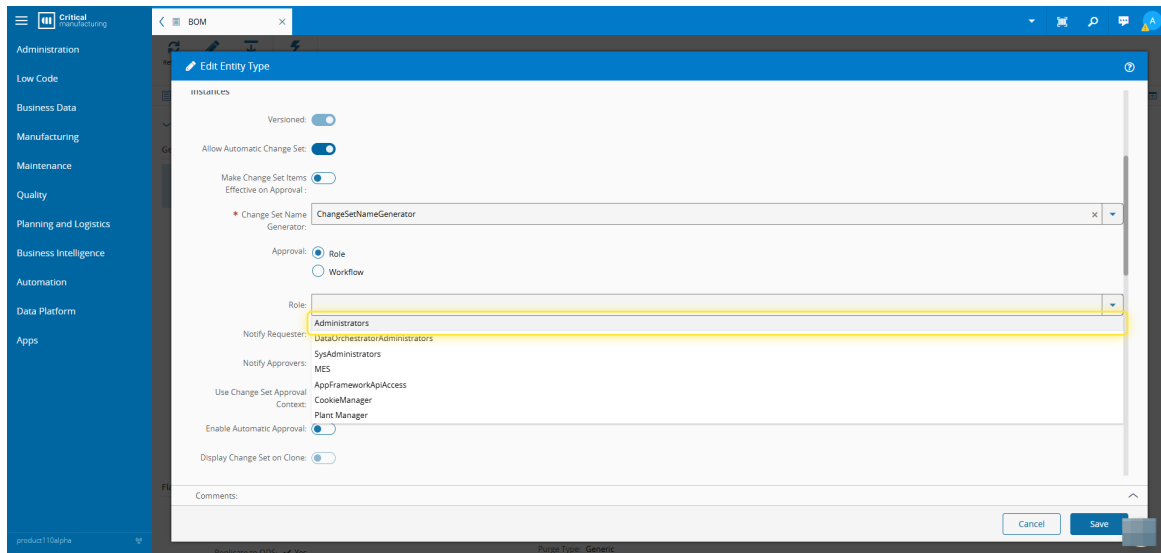 Critical
manufacturing
BOM
A
Administration
Low Code
Business Data
Manufacturing
Maintenance
Quality
Planning and Logistics
Business Intelligence
Automation
Data Platform
Apps
product110alpha
Edit Entity Type
Instances
Versioned:
Allow Automatic Change Set:
Make Change Set Items
Effective on Approval :
* Change Set Name
Generator:
ChangeSetNameGenerator
Approval:
Role
Workflow
Role:
Administrators
Notify Requester:
DataOrchestratorAdministrators
SysAdministrators
Notify Approvers:
MES
AppFrameworkApiAccess
Use Change Set Approval
Context:
CookieManager
Plant Manager
Enable Automatic Approval:
Display Change Set on Clone:
Comments:
Cancel
Save
Replicate to ODS: Yes
Purge Type: Generic